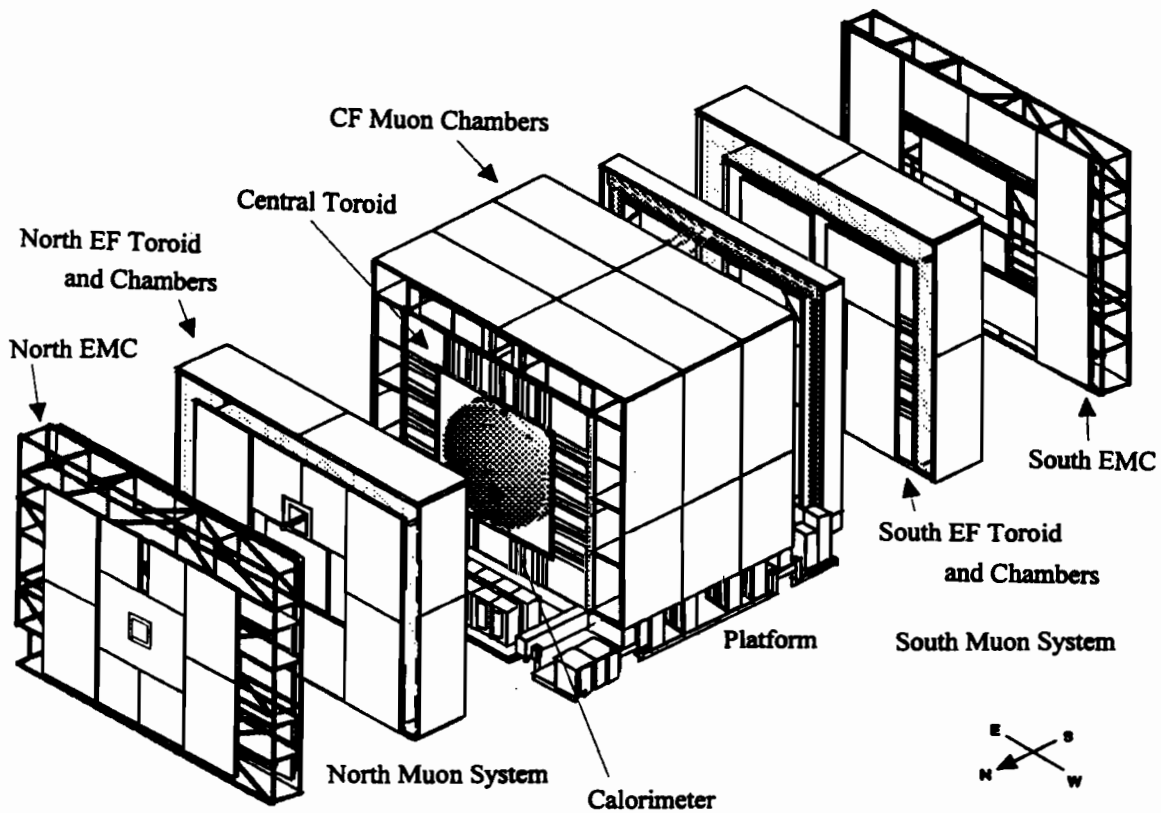 CF Muon Chambers
Central Toroid
North EF Toroid
and Chambers
North EMC
South EMC
South EF Toroid
and Chambers
Platform
South Muon System
North Muon System
Calorimeter
E
S
N
W